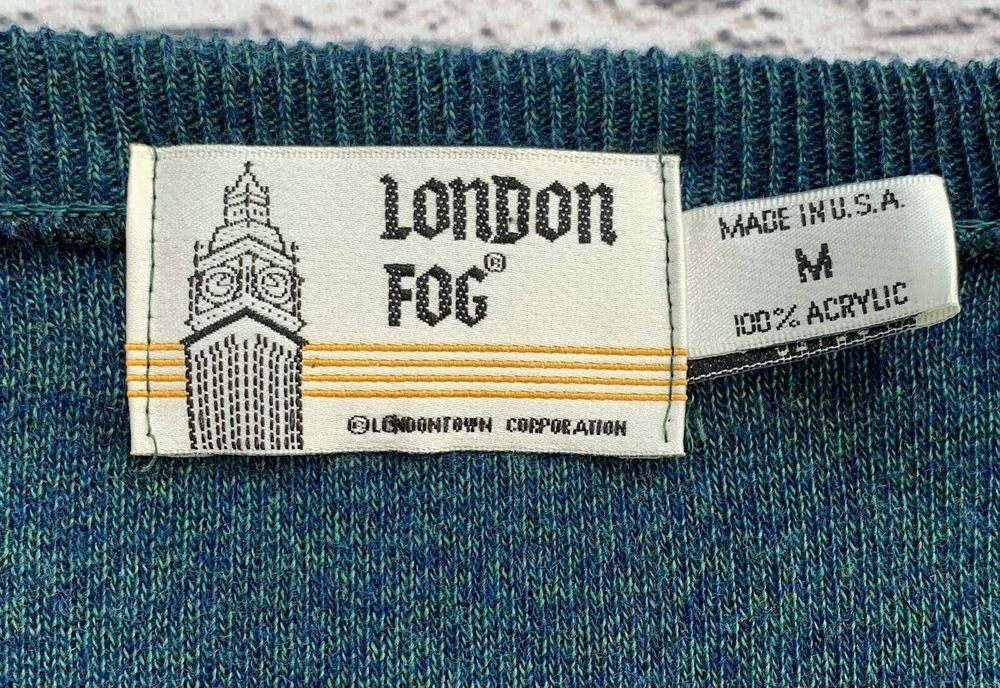 LONDON
FOG®
®LONDONTOWN CORPORATION
MADE IN U.S.A.
M
100% ACRYLIC